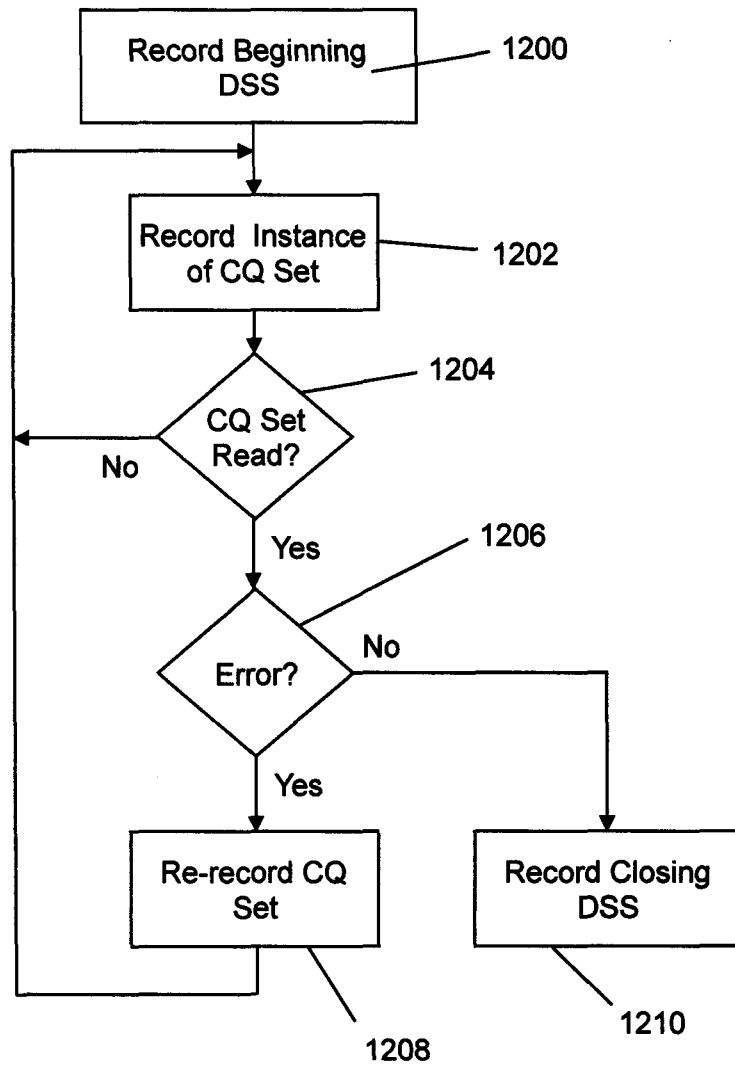 Record Beginning
DSS
1200
Record Instance
of CQ Set
1202
1204
CQ Set
Read?
No
Yes
1206
Error?
No
Yes
Re-record CQ
Set
Record Closing
DSS
1208
1210